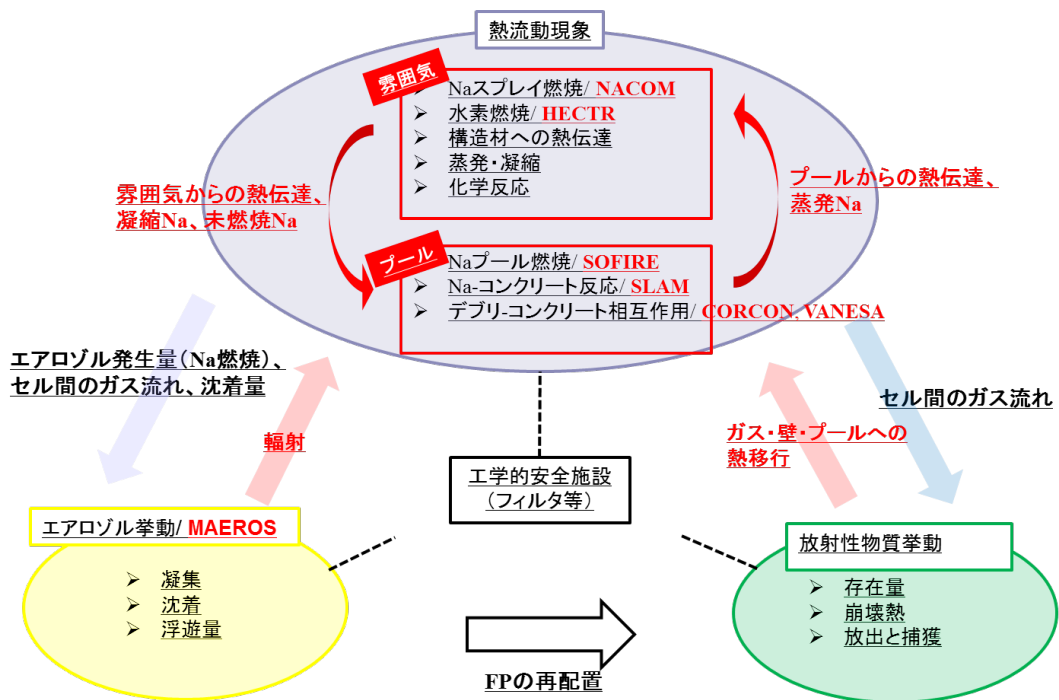 熱流動現象
雰囲気
➢ Naスプレイ燃焼/ NACOM
➢ 水素燃焼/ HECTR
➢ 構造材への熱伝達
➢ 蒸発・凝縮
➢ 化学反応
雰囲気からの熱伝達、
凝縮Na、未燃焼Na
プールからの熱伝達、
蒸発Na
プール
➢ Naプール燃焼/ SOFIRE
➢ Na-コンクリート反応/ SLAM
➢ デブリ-コンクリート相互作用/ CORCON, VANESA
エアロゾル発生量(Na燃焼)、
セル間のガス流れ、沈着量
輻射
セル間のガス流れ
ガス・壁・プールへの
熱移行
工学的安全施設
(フィルタ等)
エアロゾル挙動/ MAEROS
➢ 凝集
➢ 沈着
➢ 浮遊量
放射性物質挙動
➢ 存在量
➢ 崩壊熱
➢ 放出と捕獲
FPの再配置